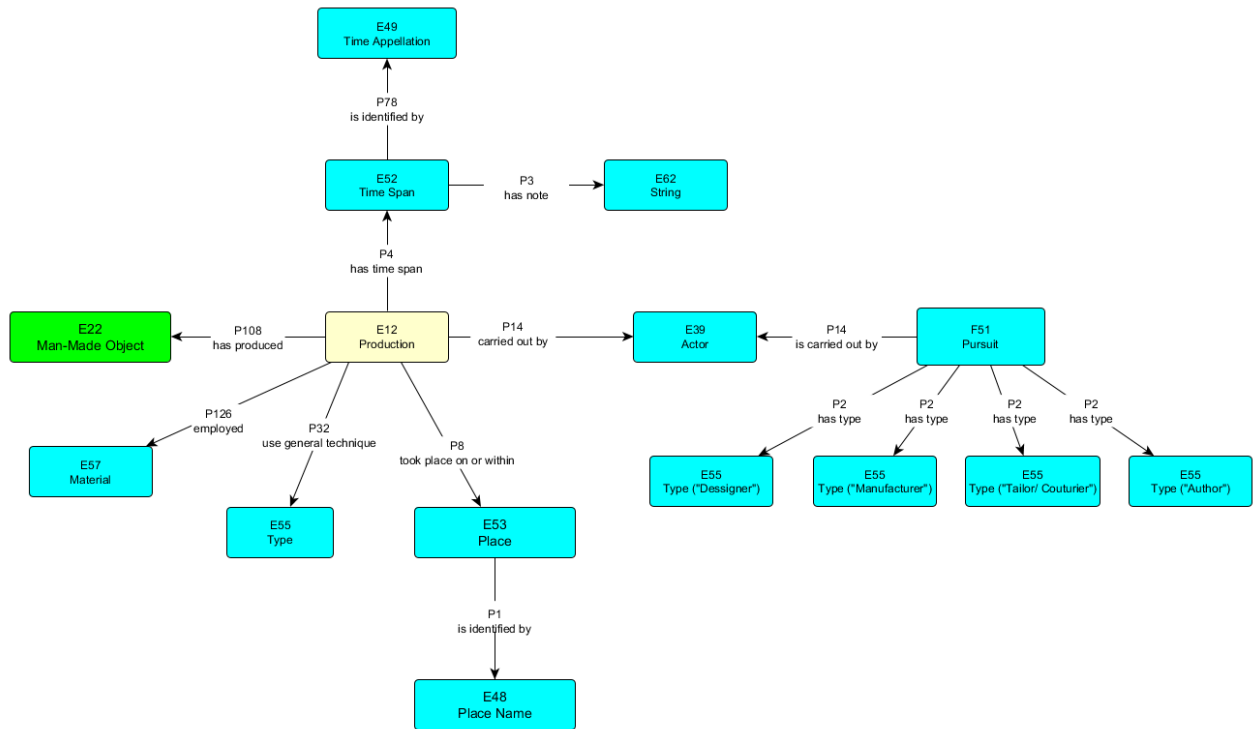 E49
Time Appellation
P78
is identified by
E52
Time Span
P3
has note
E62
String
P4
has time span
E22
Man-Made Object
P108
has produced
E12
Production
P14
carried out by
E39
Actor
P14
is carried out by
F51
Pursuit
P126
employed
P32
use general technique
P8
took place on or within
P2
has type
P2
has type
P2
has type
P2
has type
E57
Material
E55
Type
E53
Place
E55
Type ("Dessigner")
E55
Type ("Manufacturer")
E55
Type ("Tailor/ Couturier")
E55
Type ("Author")
P1
is identified by
E48
Place Name